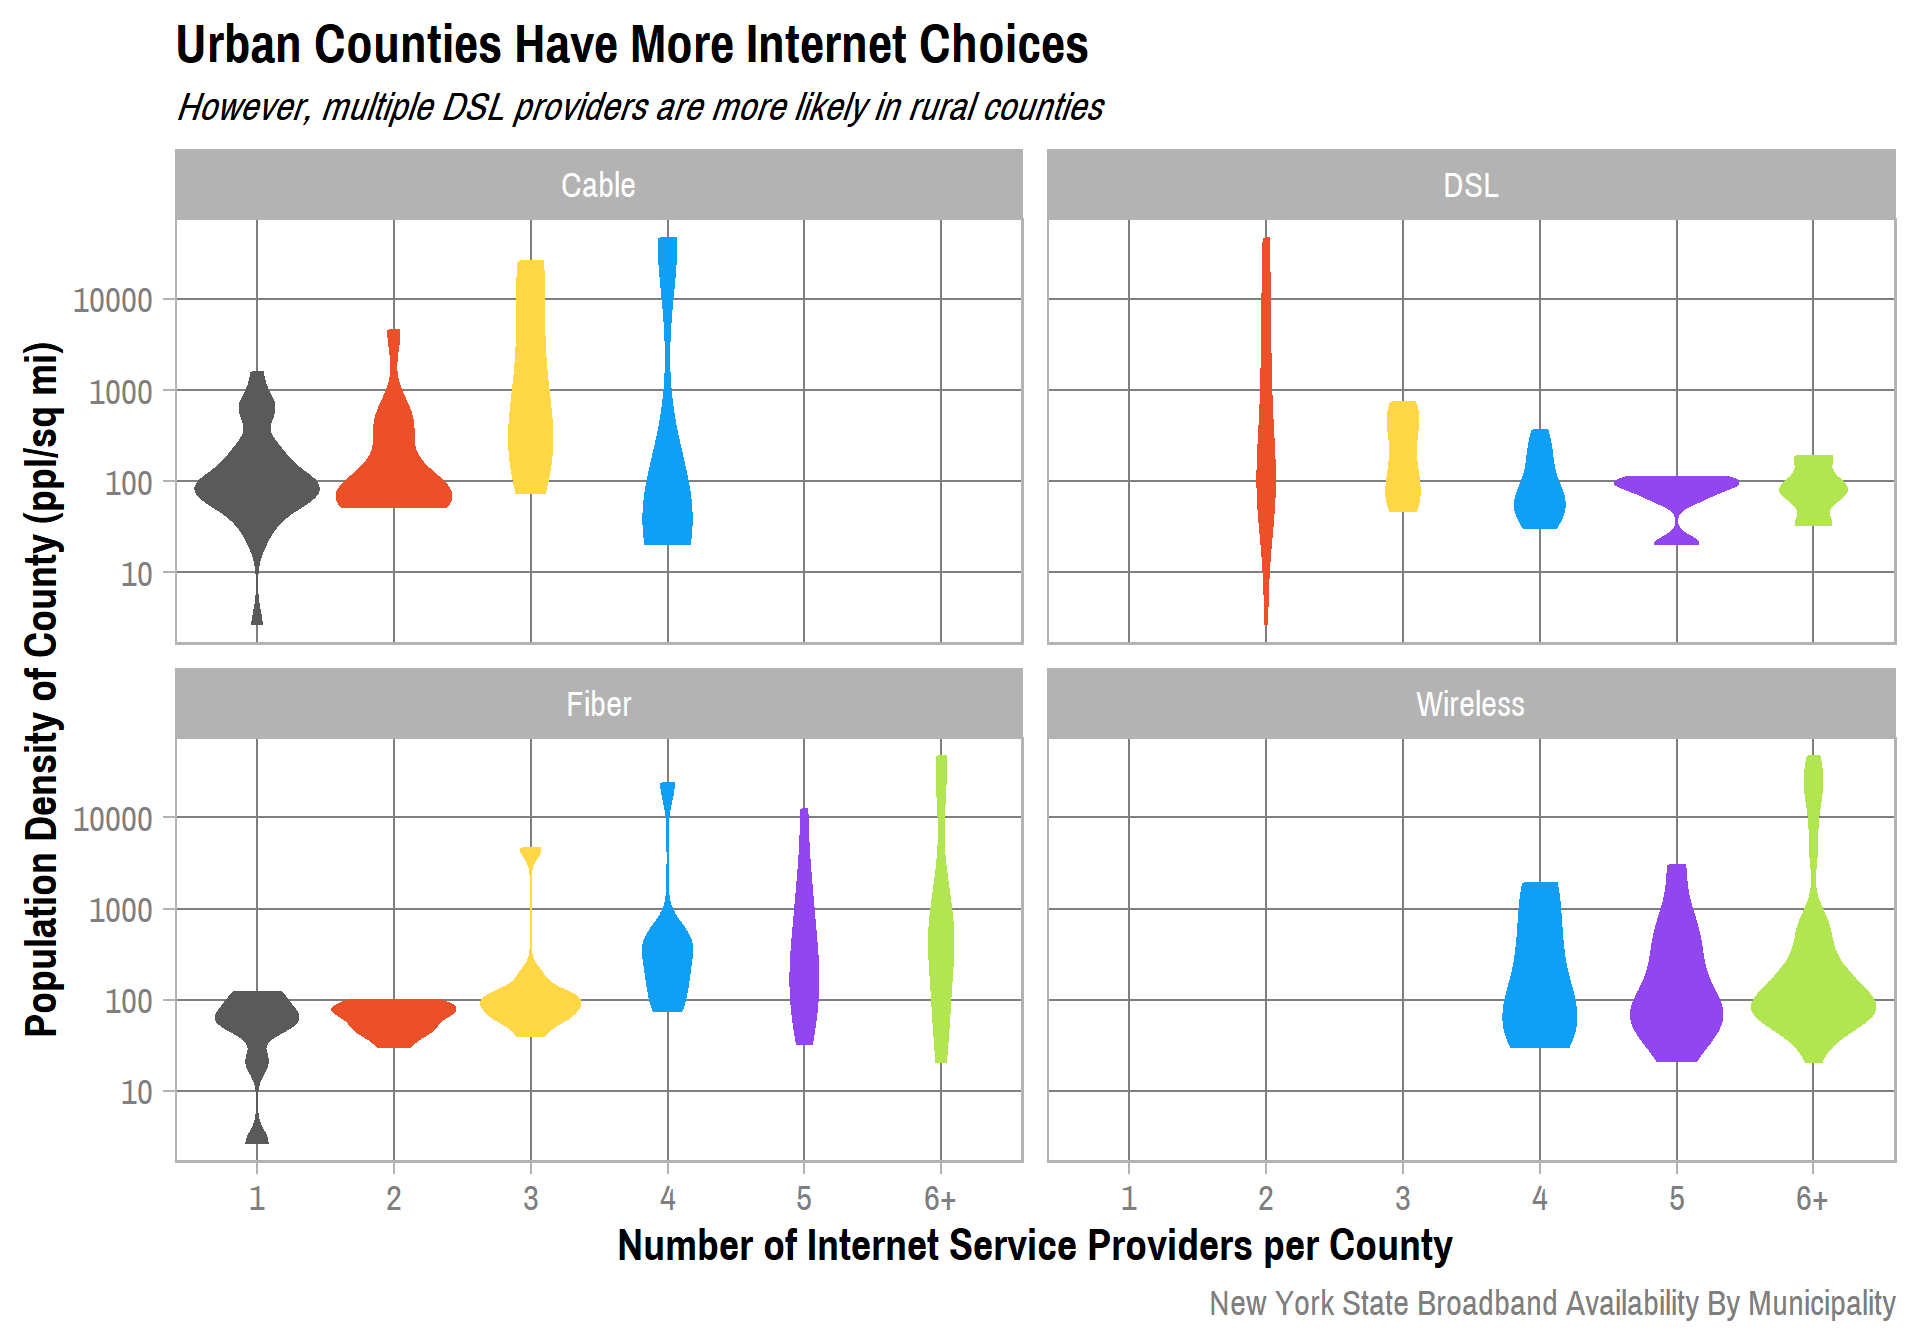 Urban Counties Have More Internet Choices
However, multiple DSL providers are more likely in rural counties
Cable
DSL
10000
1000
100
10
Fiber
Wireless
10000
1000
100
10
Population Density of County (ppl/sq mi)
1 2 3 4 5 6+
1 2 3 4 5 6+
Number of Internet Service Providers per County
New York State Broadband Availability By Municipality